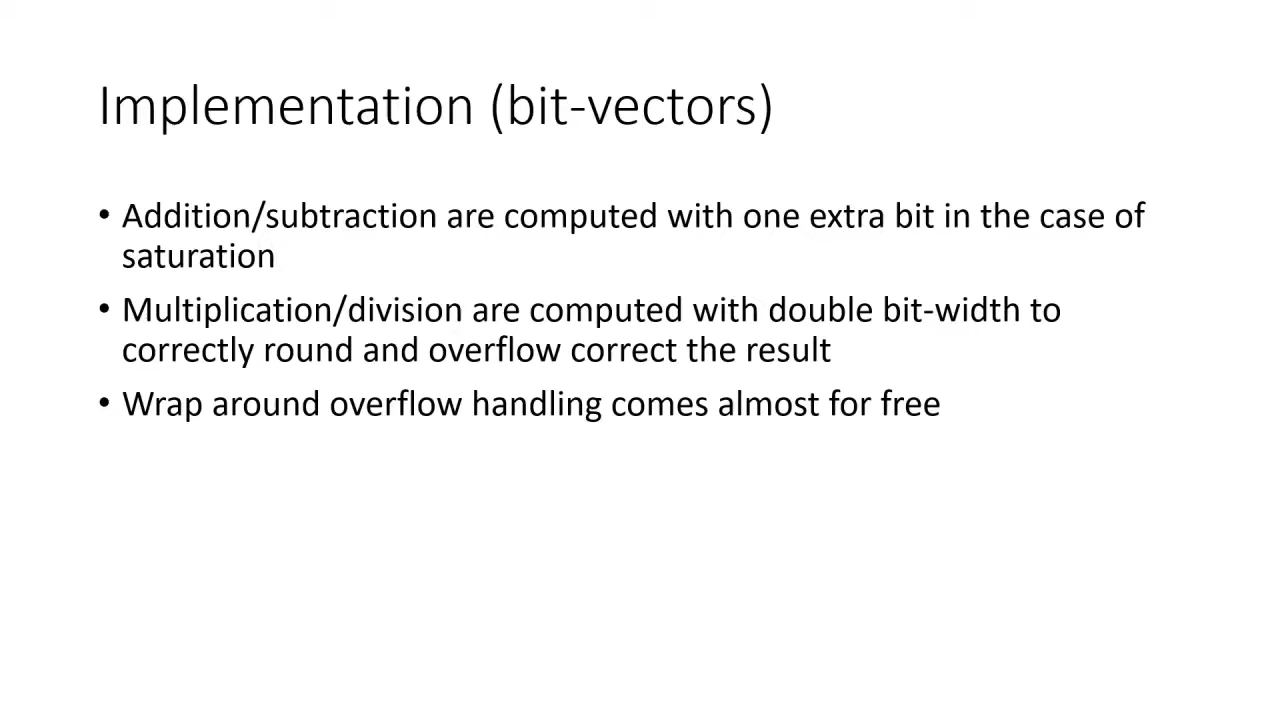 Implementation (bit-vectors)
• Addition/subtraction are computed with one extra bit in the case of
saturation
• Multiplication/division are computed with double bit-width to
correctly round and overflow correct the result
• Wrap around overflow handling comes almost for free